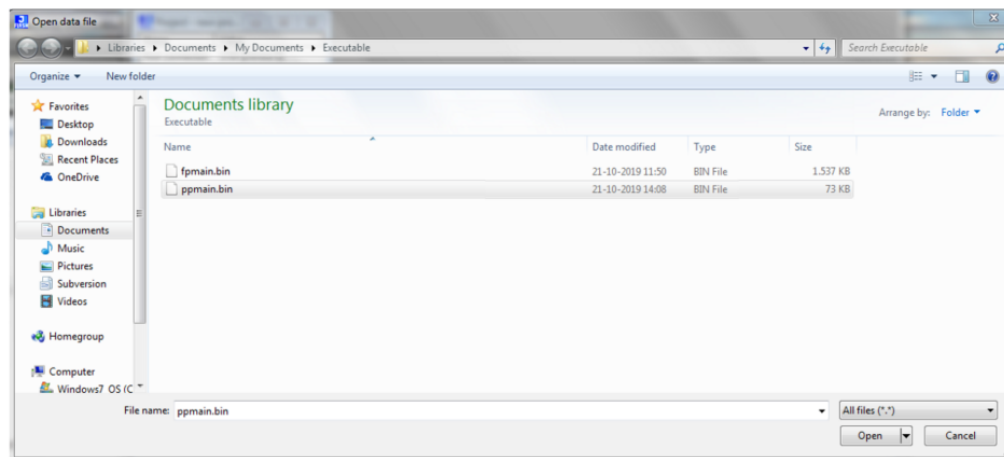 Open data file
Libraries Documents My Documents Executable
Search Executable
Organize New folder
Documents library
Executable
Arrange by: Folder
Name Date modified Type Size
fpmain.bin 21-10-2019 11:50 BIN File 1.537 KB
ppmain.bin 21-10-2019 14:08 BIN File 73 KB
Favorites
Desktop
Downloads
Recent Places
OneDrive
Libraries
Documents
Music
Pictures
Subversion
Videos
Homegroup
Computer
Windows7 OS (C
File name: ppmain.bin
All files (*.*)
Open Cancel